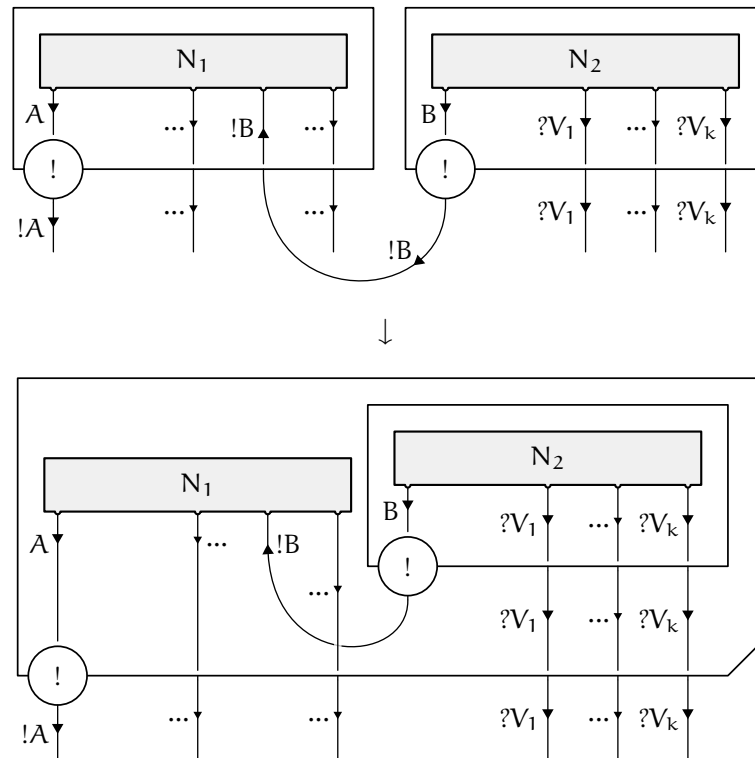 N₁ N₂
A ... !B ... B ?V₁ ... ?Vₖ
! !
!A ... ... ?V₁ ... ?Vₖ
!B
↓
N₂
N₁
B ?V₁ ... ?Vₖ
A ... !B
!
... ?V₁ ... ?Vₖ
!
!A ... ... ?V₁ ... ?Vₖ